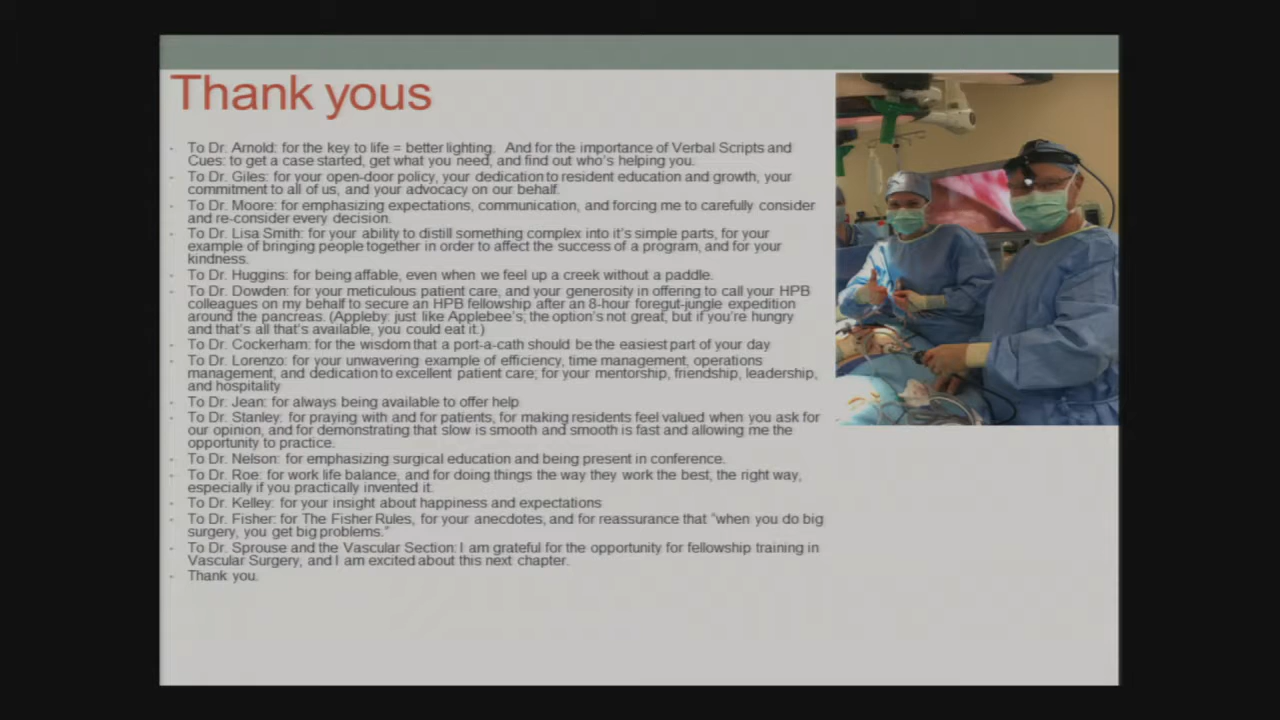 Thank yous
- To Dr. Arnold: for the key to life = better lighting. And for the importance of Verbal Scripts and
Cues: to get a case started, get what you need, and find out who's helping you.
- To Dr. Giles: for your open-door policy, your dedication to resident education and growth, your
commitment to all of us, and your advocacy on our behalf.
- To Dr. Moore: for emphasizing expectations, communication, and forcing me to carefully consider
and re-consider every decision.
- To Dr. Lisa Smith: for your ability to distill something complex into it's simple parts, for your
example of bringing people together in order to affect the success of a program, and for your
kindness.
- To Dr. Huggins: for being affable, even when we feel up a creek without a paddle.
- To Dr. Dowden: for your meticulous patient care, and your generosity in offering to call your HPB
colleagues on my behalf to secure an HPB fellowship after an 8-hour foregut-jungle expedition
around the pancreas. (Appleby: just like Applebee's; the option's not great, but if you're hungry
and that's all that's available, you could eat it.)
- To Dr. Cockerham: for the wisdom that a port-a-cath should be the easiest part of your day
- To Dr. Lorenzo: for your unwavering example of efficiency, time management, operations
management, and dedication to excellent patient care; for your mentorship, friendship, leadership,
and hospitality
- To Dr. Jean: for always being available to offer help
- To Dr. Stanley: for praying with and for patients, for making residents feel valued when you ask for
our opinion, and for demonstrating that slow is smooth and smooth is fast and allowing me the
opportunity to practice.
- To Dr. Nelson: for emphasizing surgical education and being present in conference.
- To Dr. Roe: for work life balance, and for doing things the way they work the best, the right way,
especially if you practically invented it.
- To Dr. Kelley: for your insight about happiness and expectations
- To Dr. Fisher: for The Fisher Rules, for your anecdotes, and for reassurance that "when you do big
surgery, you get big problems."
- To Dr. Sprouse and the Vascular Section: I am grateful for the opportunity for fellowship training in
Vascular Surgery, and I am excited about this next chapter.
- Thank you.